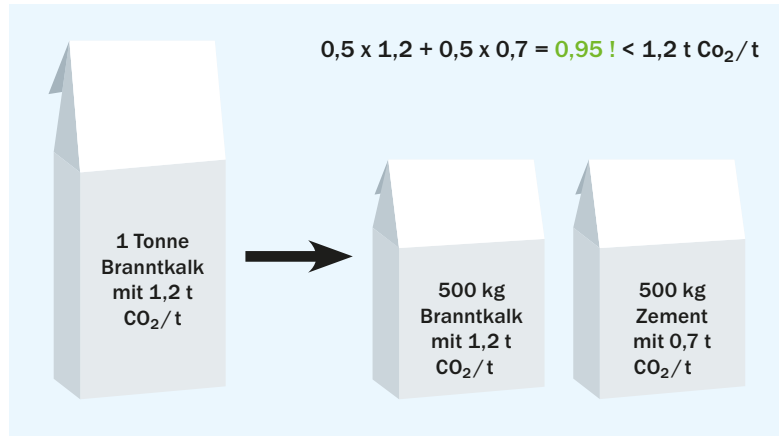 0,5 x 1,2 + 0,5 x 0,7 = 0,95 ! < 1,2 t Co₂/t
1 Tonne
Branntkalk
mit 1,2 t
CO₂/t
500 kg
Branntkalk
mit 1,2 t
CO₂/t
500 kg
Zement
mit 0,7 t
CO₂/t